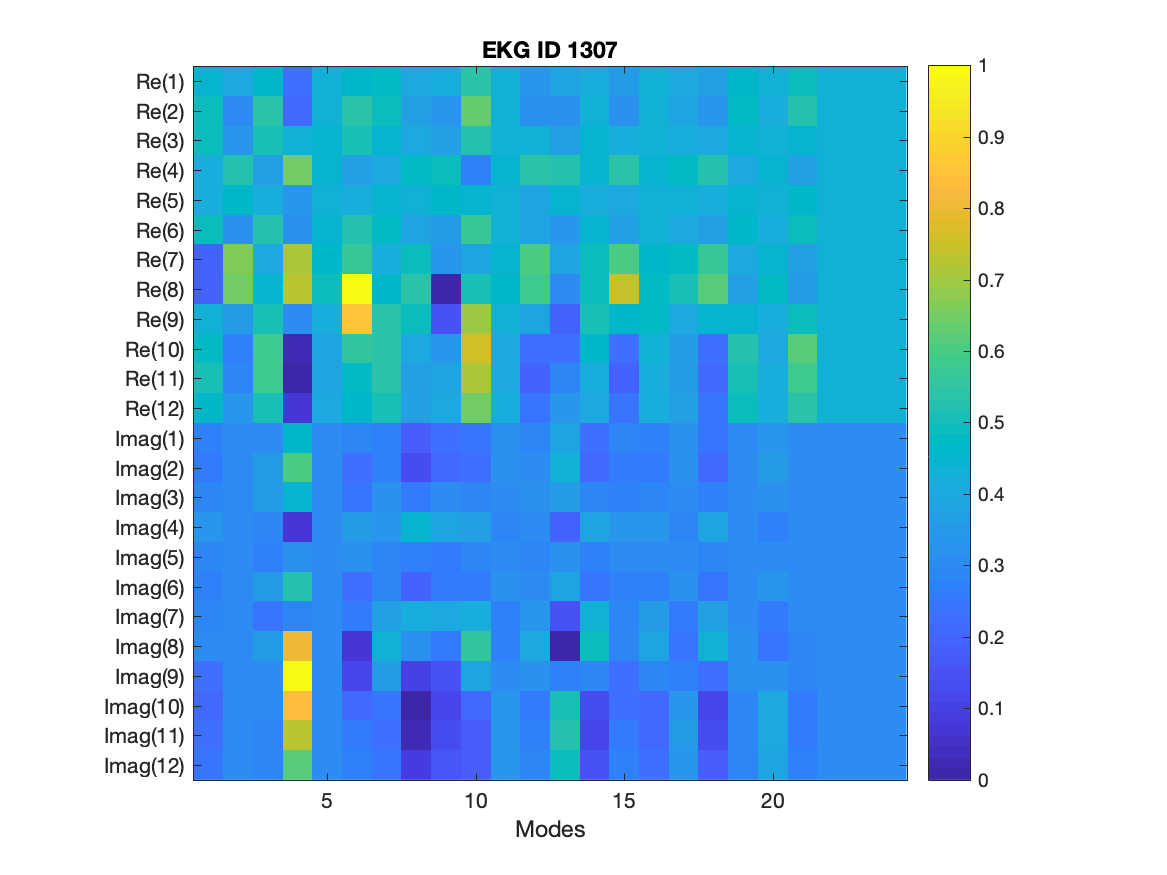 EKG ID 1307
Re(1)
Re(2)
Re(3)
Re(4)
Re(5)
Re(6)
Re(7)
Re(8)
Re(9)
Re(10)
Re(11)
Re(12)
Imag(1)
Imag(2)
Imag(3)
Imag(4)
Imag(5)
Imag(6)
Imag(7)
Imag(8)
Imag(9)
Imag(10)
Imag(11)
Imag(12)
5 10 15 20
Modes
1
0.9
0.8
0.7
0.6
0.5
0.4
0.3
0.2
0.1
0